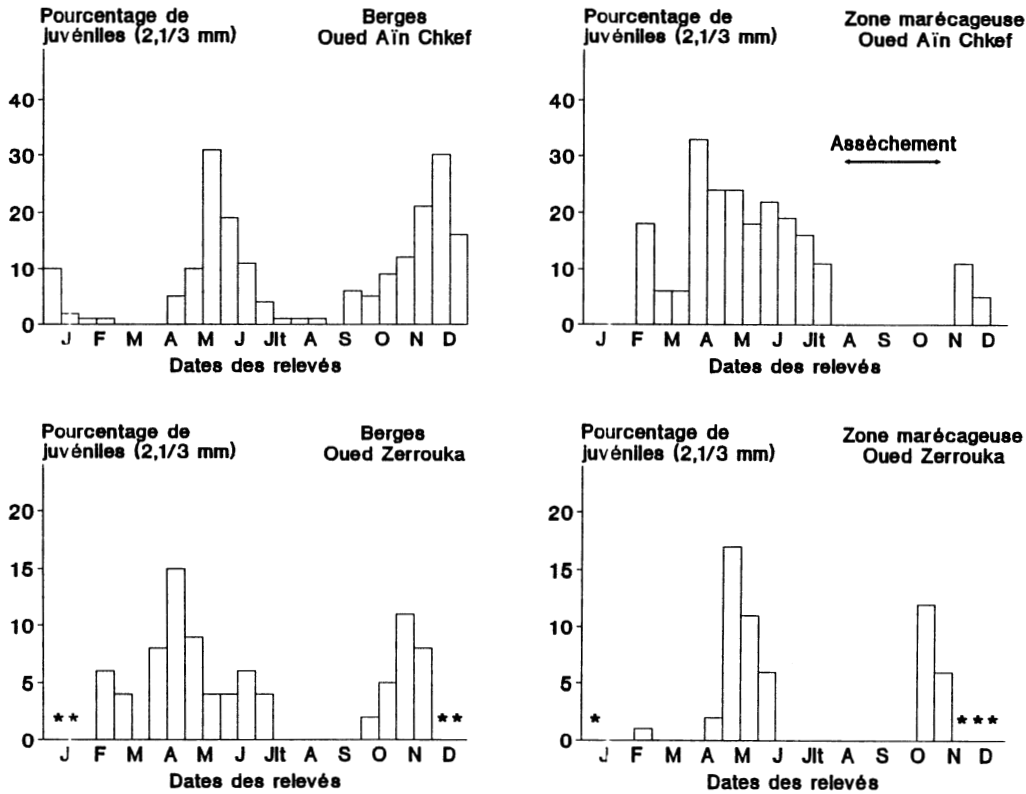 Pourcentage de
juvéniles (2,1/3 mm)
Berges
Oued Aïn Chkef
40
30
20
10
0
J F M A M J Jlt A S O N D
Dates des relevés
Pourcentage de
juvéniles (2,1/3 mm)
Zone marécageuse
Oued Aïn Chkef
Assèchement
40
30
20
10
0
J F M A M J Jlt A S O N D
Dates des relevés
Pourcentage de
juvéniles (2,1/3 mm)
Berges
Oued Zerrouka
20
15
10
5
0
* * * *
J F M A M J Jlt A S O N D
Dates des relevés
Pourcentage de
juvéniles (2,1/3 mm)
Zone marécageuse
Oued Zerrouka
20
15
10
5
0
* * * *
J F M A M J Jlt A S O N D
Dates des relevés